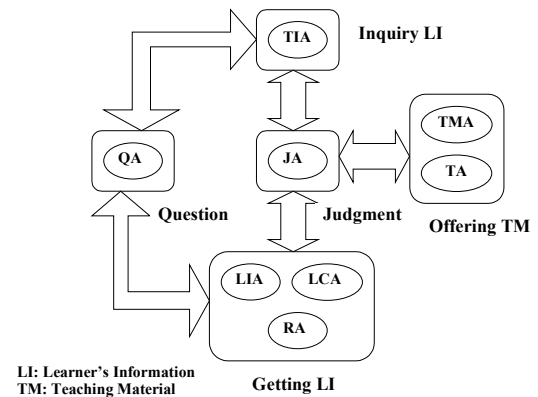 TIA
Inquiry LI
QA
JA
TMA
TA
Question
Judgment
Offering TM
LIA
LCA
RA
LI: Learner's Information
TM: Teaching Material
Getting LI